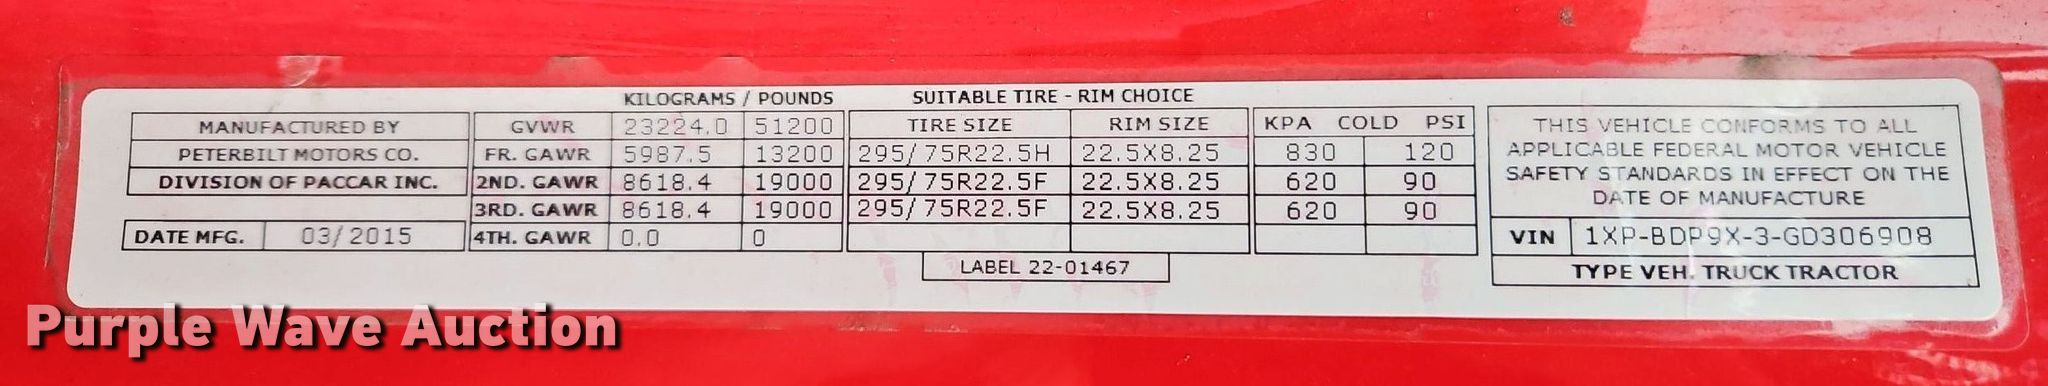 KILOGRAMS / POUNDS SUITABLE TIRE - RIM CHOICE
MANUFACTURED BY GVWR 23224.0 51200 TIRE SIZE RIM SIZE KPA COLD PSI
PETERBILT MOTORS CO. FR. GAWR 5987.5 13200 295/75R22.5H 22.5X8.25 830 120
DIVISION OF PACCAR INC. 2ND. GAWR 8618.4 19000 295/75R22.5F 22.5X8.25 620 90
3RD. GAWR 8618.4 19000 295/75R22.5F 22.5X8.25 620 90
DATE MFG. 03/2015 4TH. GAWR 0.0 0
LABEL 22-01467
THIS VEHICLE CONFORMS TO ALL
APPLICABLE FEDERAL MOTOR VEHICLE
SAFETY STANDARDS IN EFFECT ON THE
DATE OF MANUFACTURE
VIN 1XP-BDP9X-3-GD306908
TYPE VEH. TRUCK TRACTOR
Purple Wave Auction